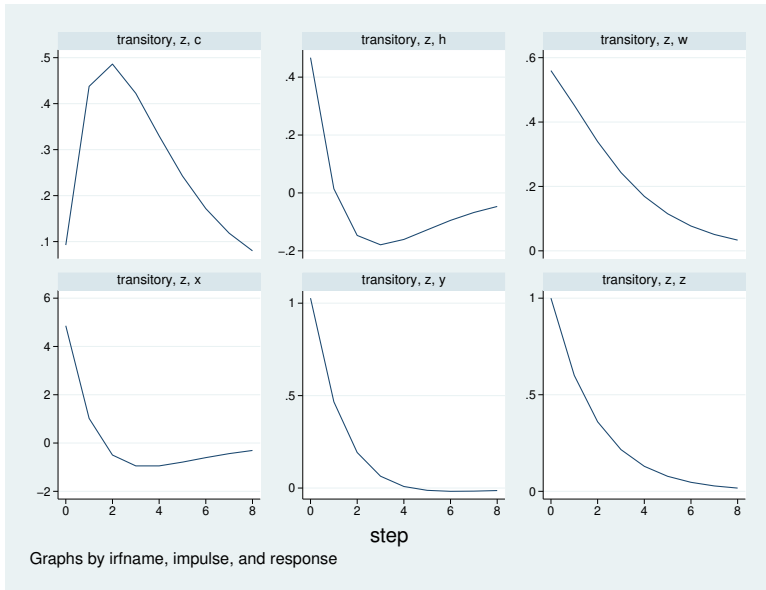 transitory, z, c
transitory, z, h
transitory, z, w
.5
.4
.3
.2
.1
.4
.2
0
−.2
.6
.4
.2
0
transitory, z, x
transitory, z, y
transitory, z, z
6
4
2
0
−2
1
.5
0
1
.5
0
0 2 4 6 8
0 2 4 6 8
0 2 4 6 8
step
Graphs by irfname, impulse, and response